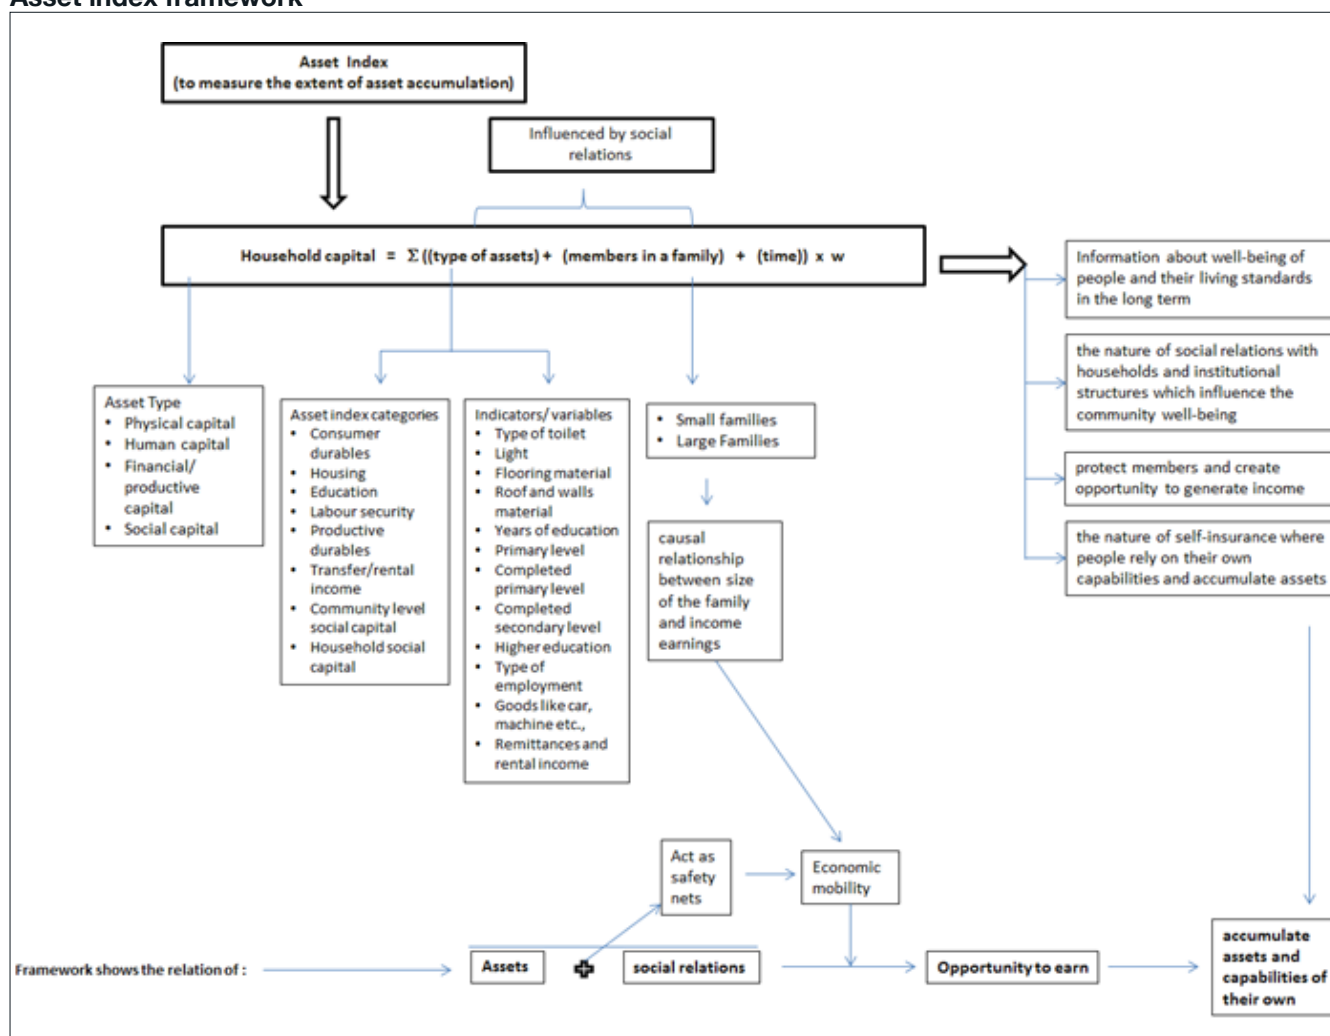 Asset index framework
Asset Index
(to measure the extent of asset accumulation)
Influenced by social
relations
Household capital = Σ ((type of assets) + (members in a family) + (time)) x w
Information about well-being of
people and their living standards
in the long term
the nature of social relations with
households and institutional
structures which influence the
community well-being
protect members and create
opportunity to generate income
the nature of self-insurance where
people rely on their own
capabilities and accumulate assets
Asset Type
• Physical capital
• Human capital
• Financial/
productive
capital
• Social capital
Asset index categories
• Consumer
durables
• Housing
• Education
• Labour security
• Productive
durables
• Transfer/rental
income
• Community level
social capital
• Household social
capital
Indicators/ variables
• Type of toilet
• Light
• Flooring material
• Roof and walls
material
• Years of education
• Primary level
• Completed
primary level
• Completed
secondary level
• Higher education
• Type of
employment
• Goods like car,
machine etc.,
• Remittances and
rental income
• Small families
• Large Families
causal
relationship
between size
of the family
and income
earnings
Act as
safety
nets
Economic
mobility
Framework shows the relation of :
Assets
social relations
Opportunity to earn
accumulate
assets and
capabilities of
their own